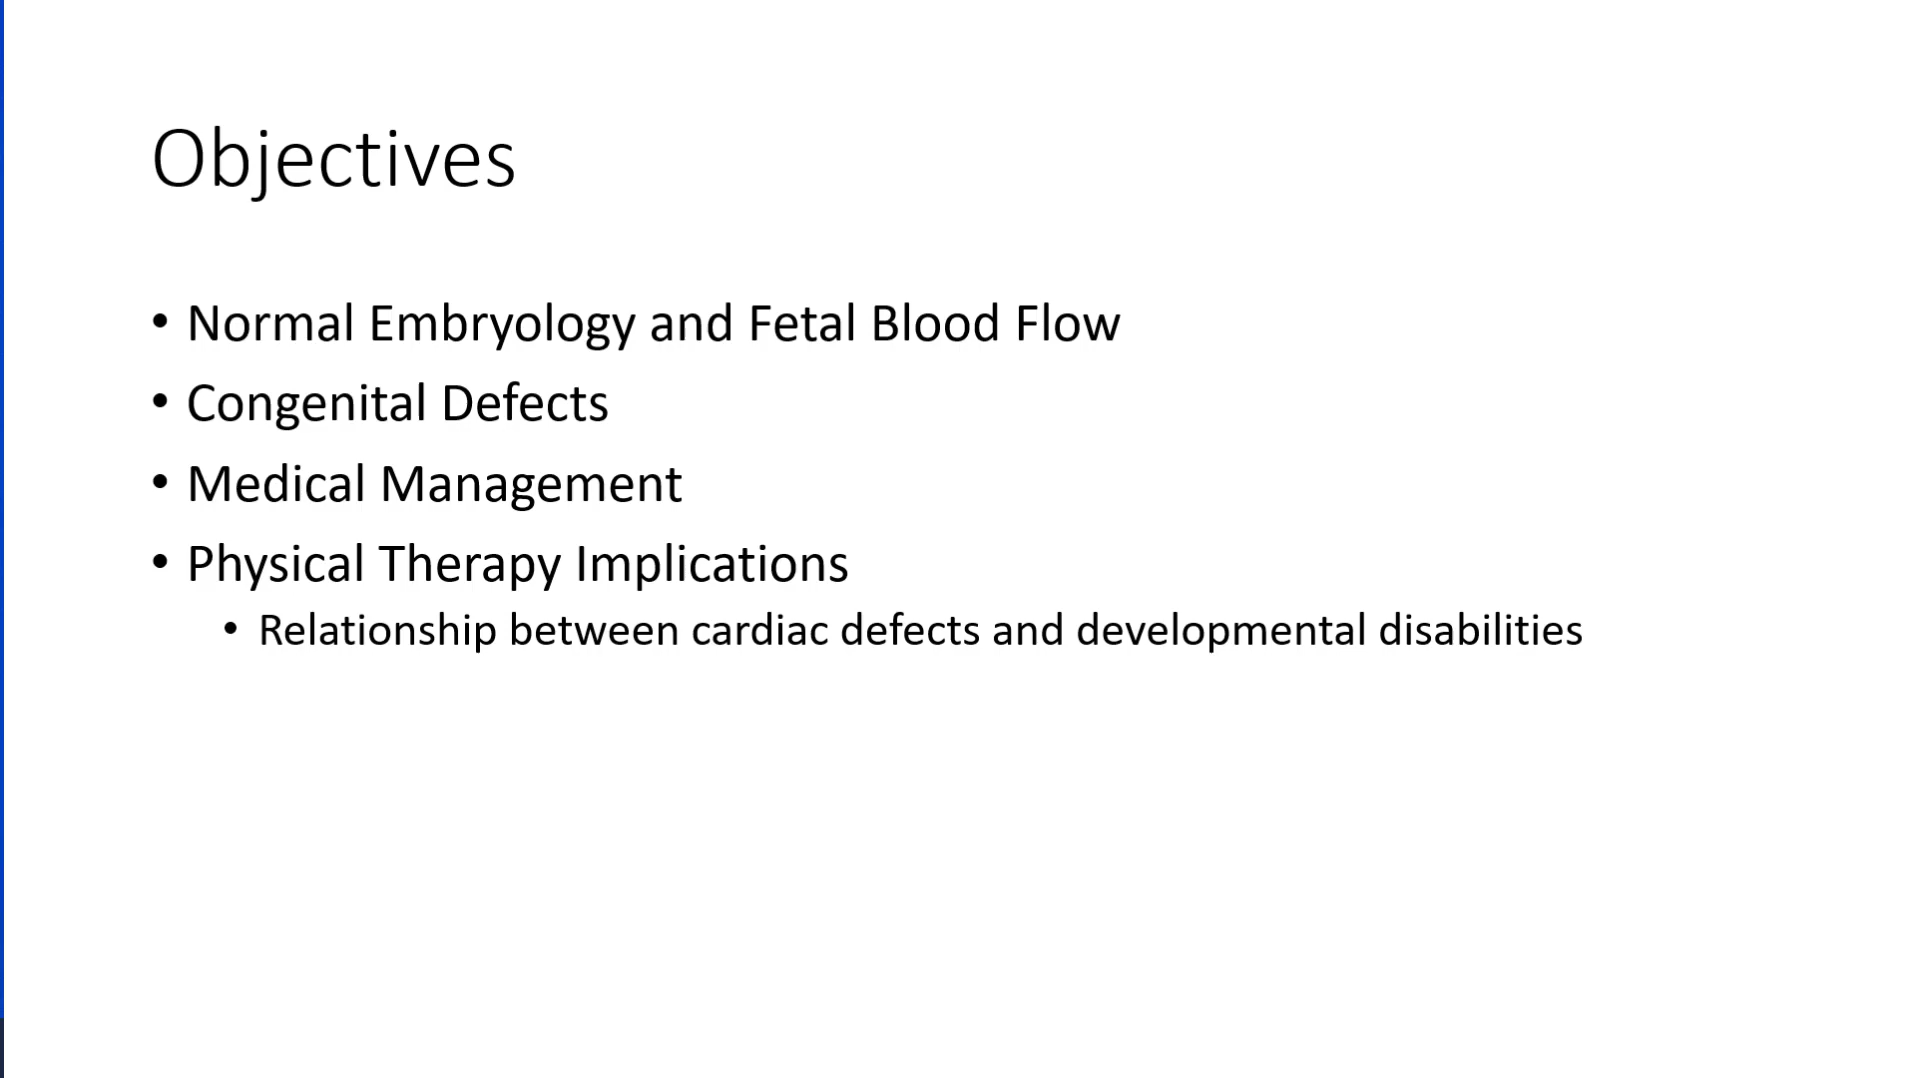 Objectives
• Normal Embryology and Fetal Blood Flow
• Congenital Defects
• Medical Management
• Physical Therapy Implications
• Relationship between cardiac defects and developmental disabilities